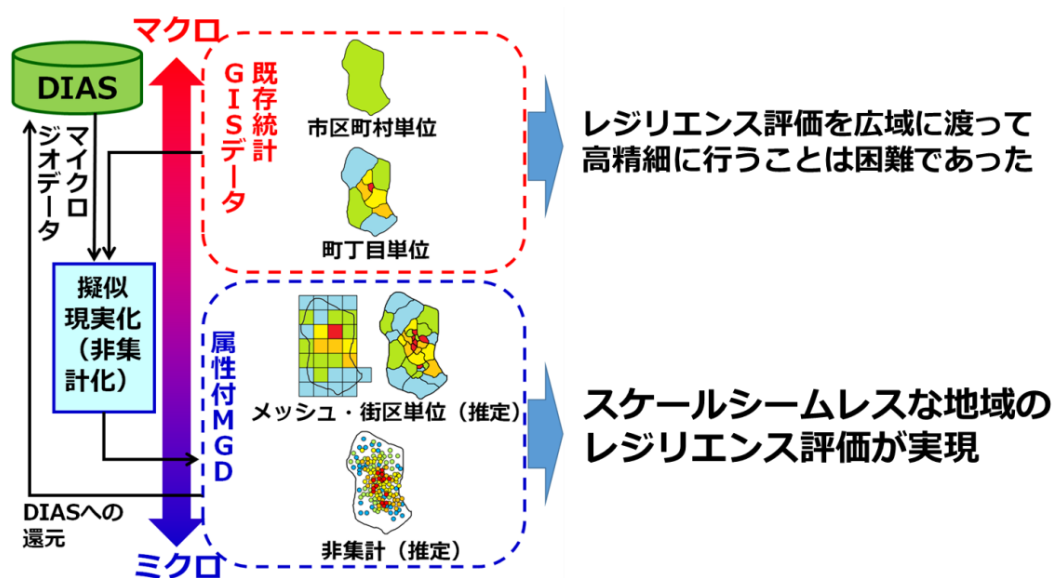 マクロ
DIAS
マイクロ
ジオデータ
既存統計
GISデータ
市区町村単位
町丁目単位
レジリエンス評価を広域に渡って
高精細に行うことは困難であった
擬似
現実化
（非集
計化）
属性付MGD
メッシュ・街区単位（推定）
非集計（推定）
スケールシームレスな地域の
レジリエンス評価が実現
DIASへの
還元
ミクロ